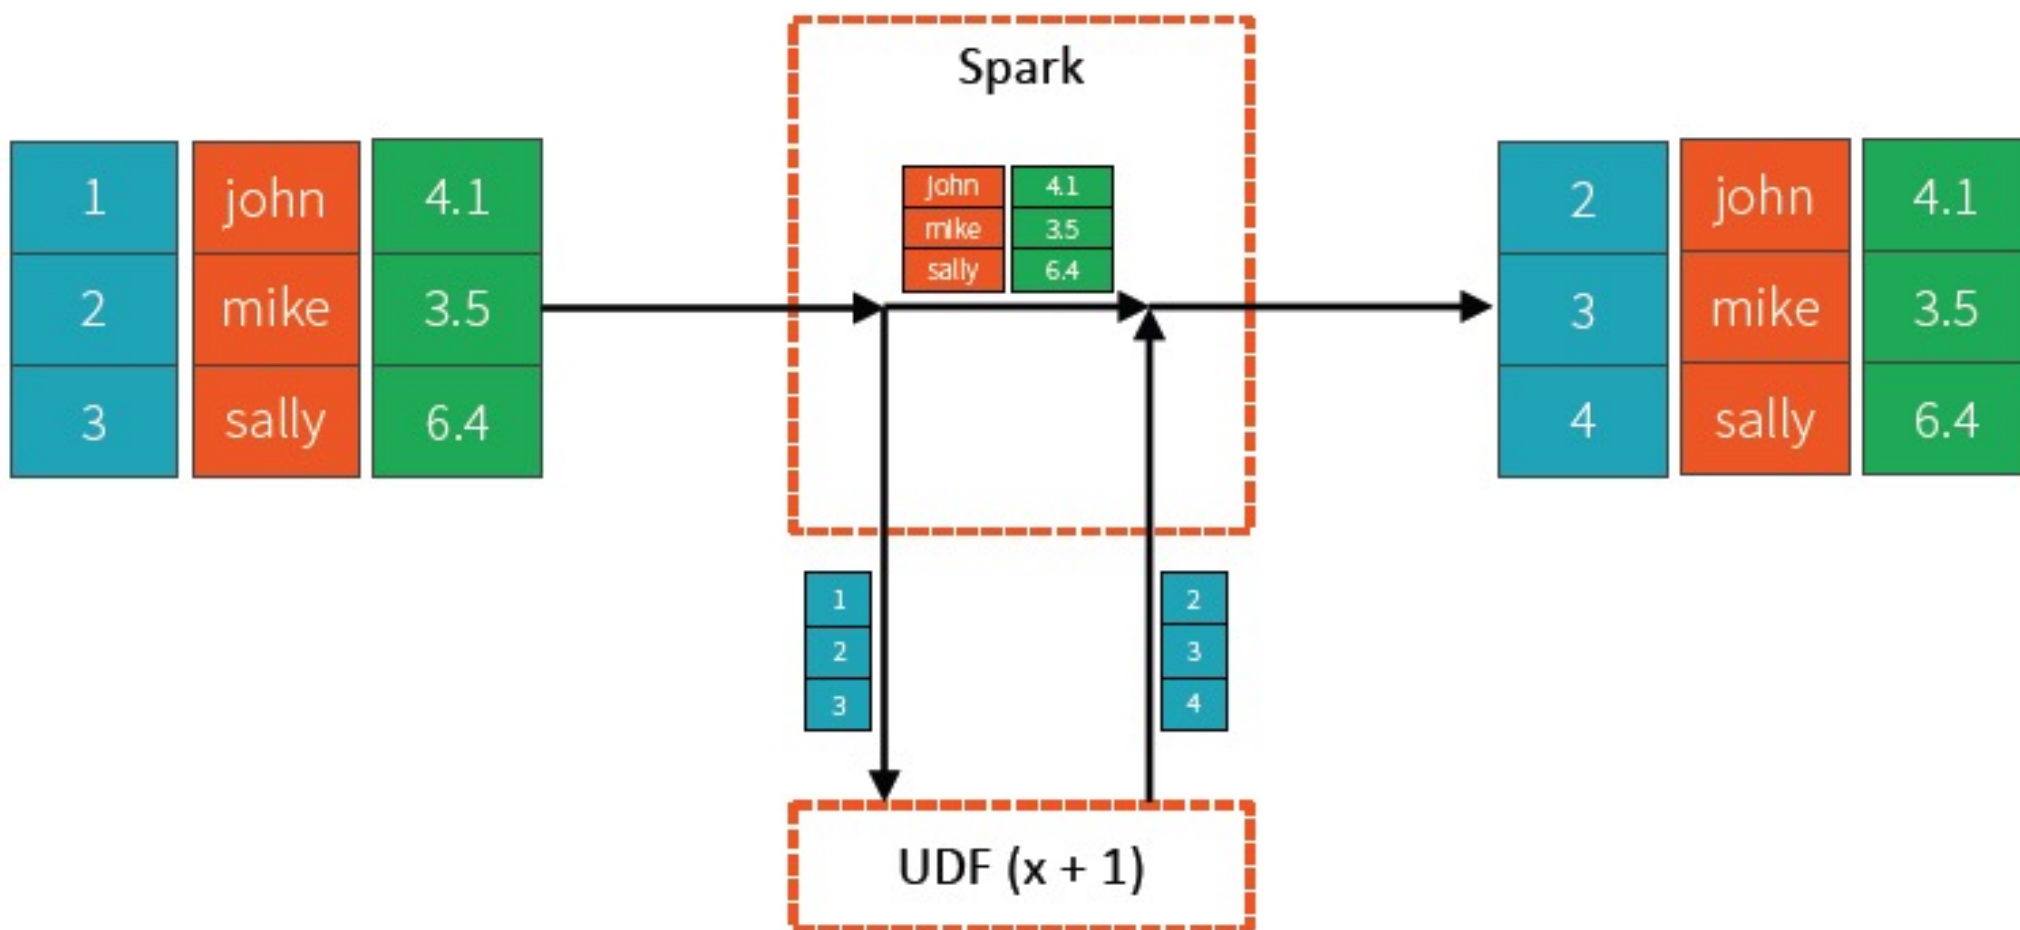 Spark
1 john 4.1
2 mike 3.5
3 sally 6.4
john 4.1
mike 3.5
sally 6.4
2 john 4.1
3 mike 3.5
4 sally 6.4
1
2
3
2
3
4
UDF (x + 1)